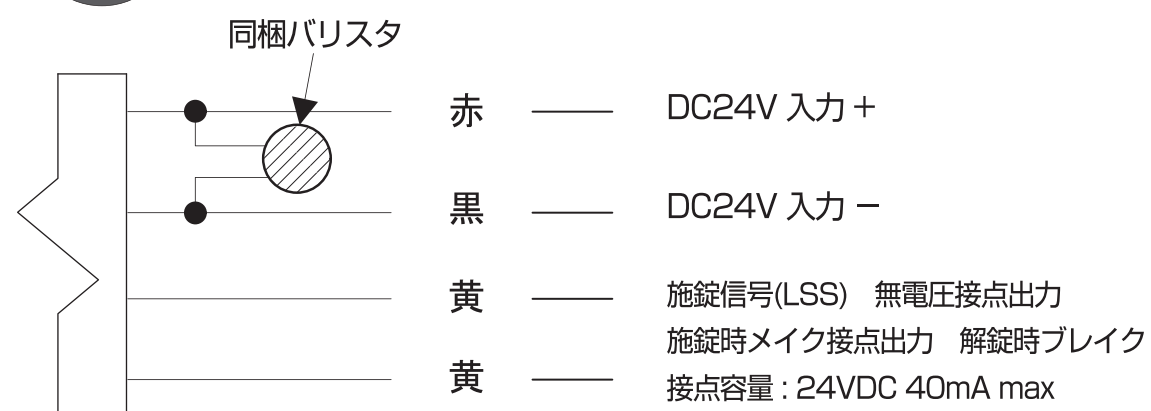 同梱バリスタ
赤 DC24V 入力＋
黒 DC24V 入力－
黄 施錠信号(LSS) 無電圧接点出力
施錠時メイク接点出力 解錠時ブレイク
黄 接点容量 : 24VDC 40mA max